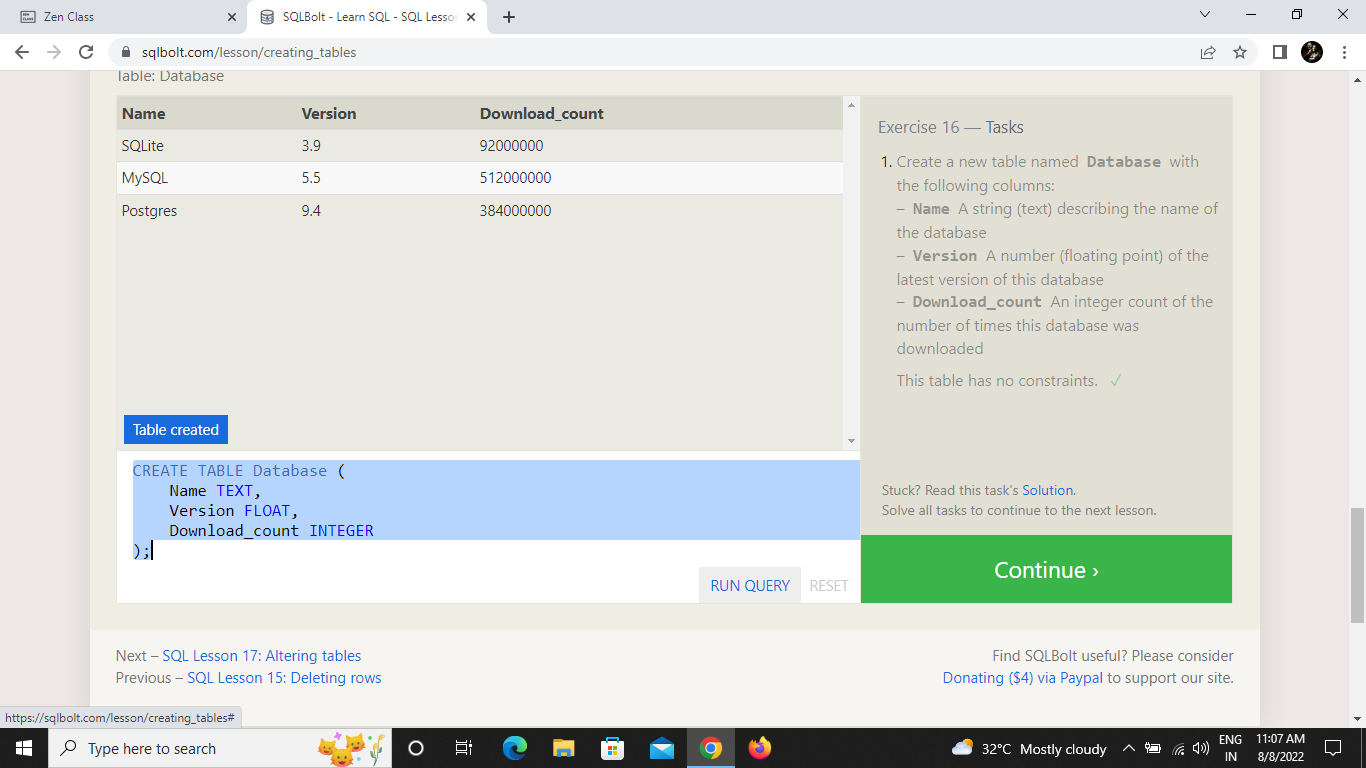 Zen Class
SQLBolt - Learn SQL - SQL Lesso
sqlbolt.com/lesson/creating_tables
Table: Database
Name Version Download_count
SQLite 3.9 92000000
MySQL 5.5 512000000
Postgres 9.4 384000000
Table created
CREATE TABLE Database (
Name TEXT,
Version FLOAT,
Download_count INTEGER
);
RUN QUERY RESET
Exercise 16 — Tasks
1. Create a new table named Database with
the following columns:
– Name A string (text) describing the name of
the database
– Version A number (floating point) of the
latest version of this database
– Download_count An integer count of the
number of times this database was
downloaded
This table has no constraints. ✓
Stuck? Read this task's Solution.
Solve all tasks to continue to the next lesson.
Continue ›
Next – SQL Lesson 17: Altering tables
Previous – SQL Lesson 15: Deleting rows
Find SQLBolt useful? Please consider
Donating ($4) via Paypal to support our site.
https://sqlbolt.com/lesson/creating_tables#
Type here to search
32°C Mostly cloudy
ENG
IN
11:07 AM
8/8/2022